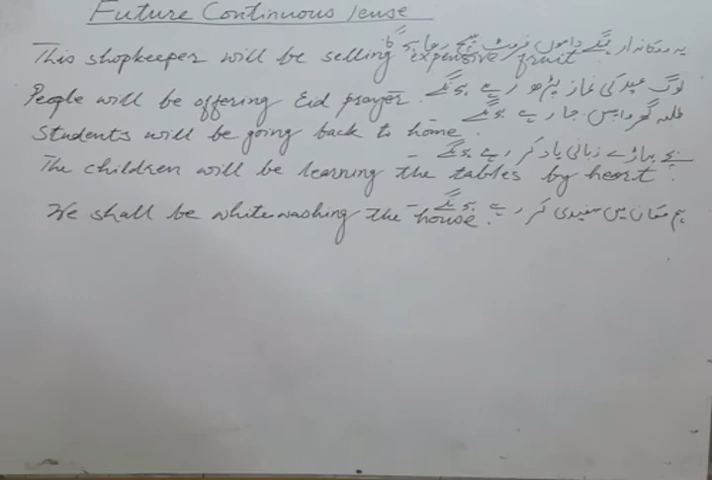 Future Continuous Tense
یہ دوکاندار مہنگے داموں فروٹ بیچ رہا ہو گا
This shopkeeper will be selling expensive fruit.
لوگ عید کی نماز پڑھ رہے ہونگے
People will be offering Eid prayer.
طلبہ گھر واپس جا رہے ہونگے
Students will be going back to home.
بچے پہاڑے زبانی یاد کر رہے ہونگے
The children will be learning the tables by heart.
ہم مکان میں سفیدی کر رہے ہونگے
We shall be whitewashing the house.